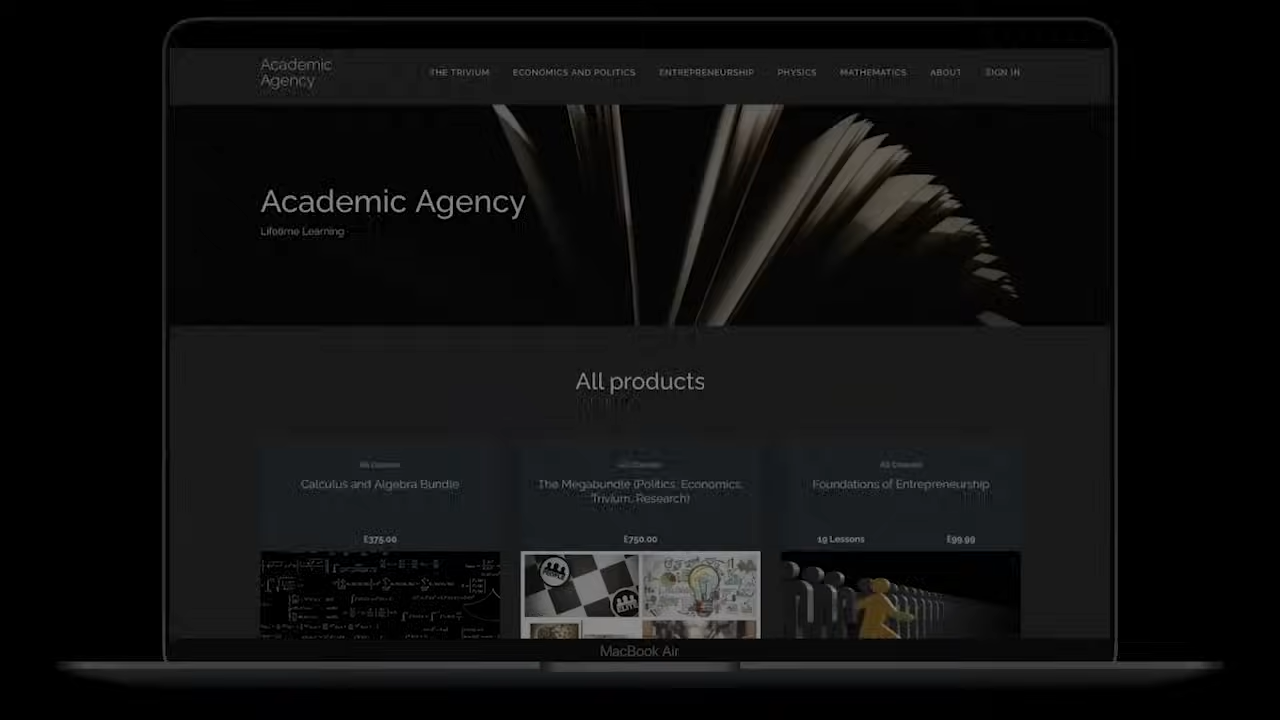 Academic
Agency
THE TRIVIUM
ECONOMICS AND POLITICS
ENTREPRENEURSHIP
PHYSICS
MATHEMATICS
ABOUT
SIGN IN
Academic Agency
Lifetime Learning
All products
Calculus and Algebra Bundle
£375.00
The Megabundle (Politics, Economics,
Trivium, Research)
£750.00
All Courses
Foundations of Entrepreneurship
19 Lessons
£99.99
PEOPLE
ELITE
MacBook Air